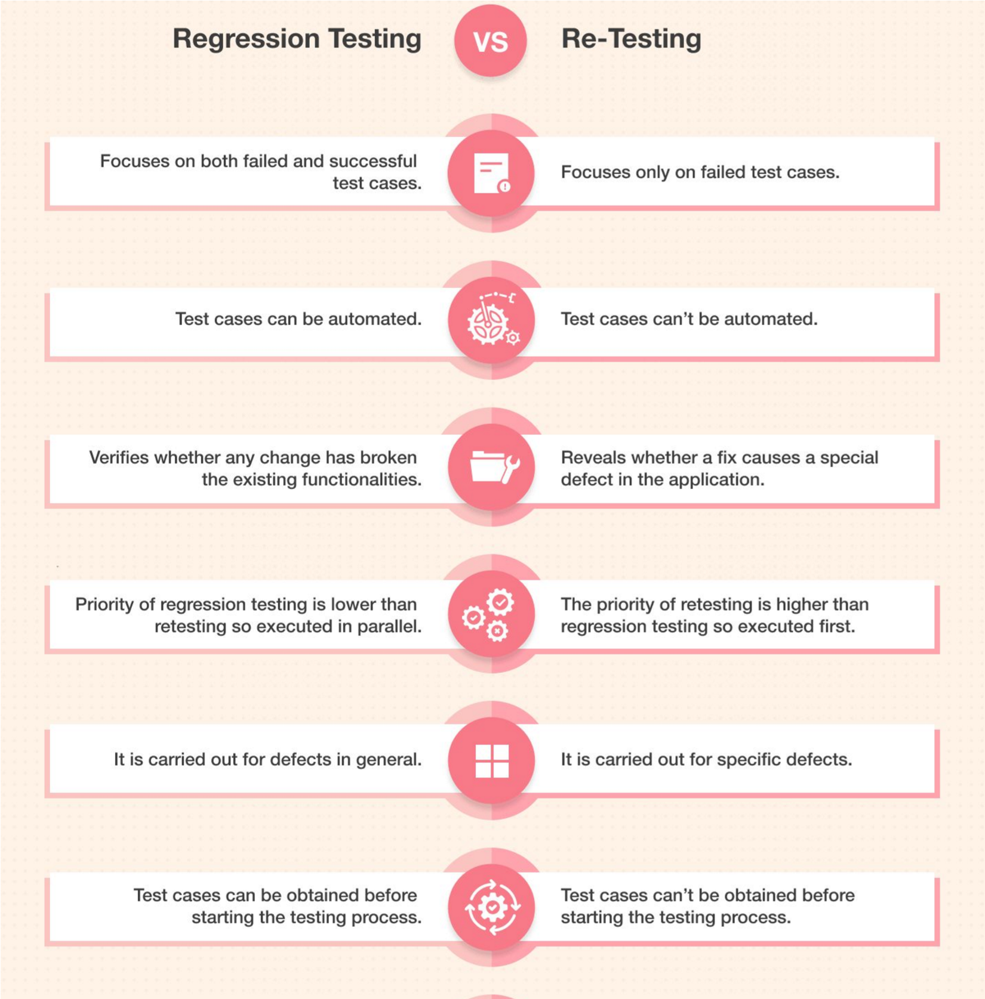 Regression Testing
VS
Re-Testing
Focuses on both failed and successful
test cases.
Focuses only on failed test cases.
Test cases can be automated.
Test cases can’t be automated.
Verifies whether any change has broken
the existing functionalities.
Reveals whether a fix causes a special
defect in the application.
Priority of regression testing is lower than
retesting so executed in parallel.
The priority of retesting is higher than
regression testing so executed first.
It is carried out for defects in general.
It is carried out for specific defects.
Test cases can be obtained before
starting the testing process.
Test cases can’t be obtained before
starting the testing process.